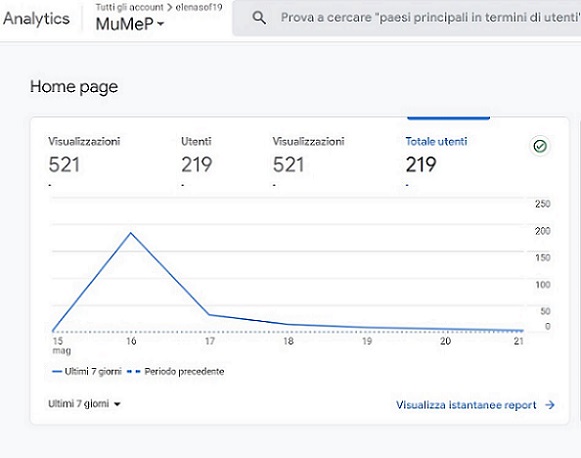 Analytics
Tutti gli account > elenasof19
MuMeP
Prova a cercare "paesi principali in termini di utenti"
Home page
Visualizzazioni Utenti Visualizzazioni Totale utenti
521 219 521 219
250
200
150
100
50
0
15 16 17 18 19 20 21
mag
Ultimi 7 giorni Periodo precedente
Ultimi 7 giorni
Visualizza istantanee report